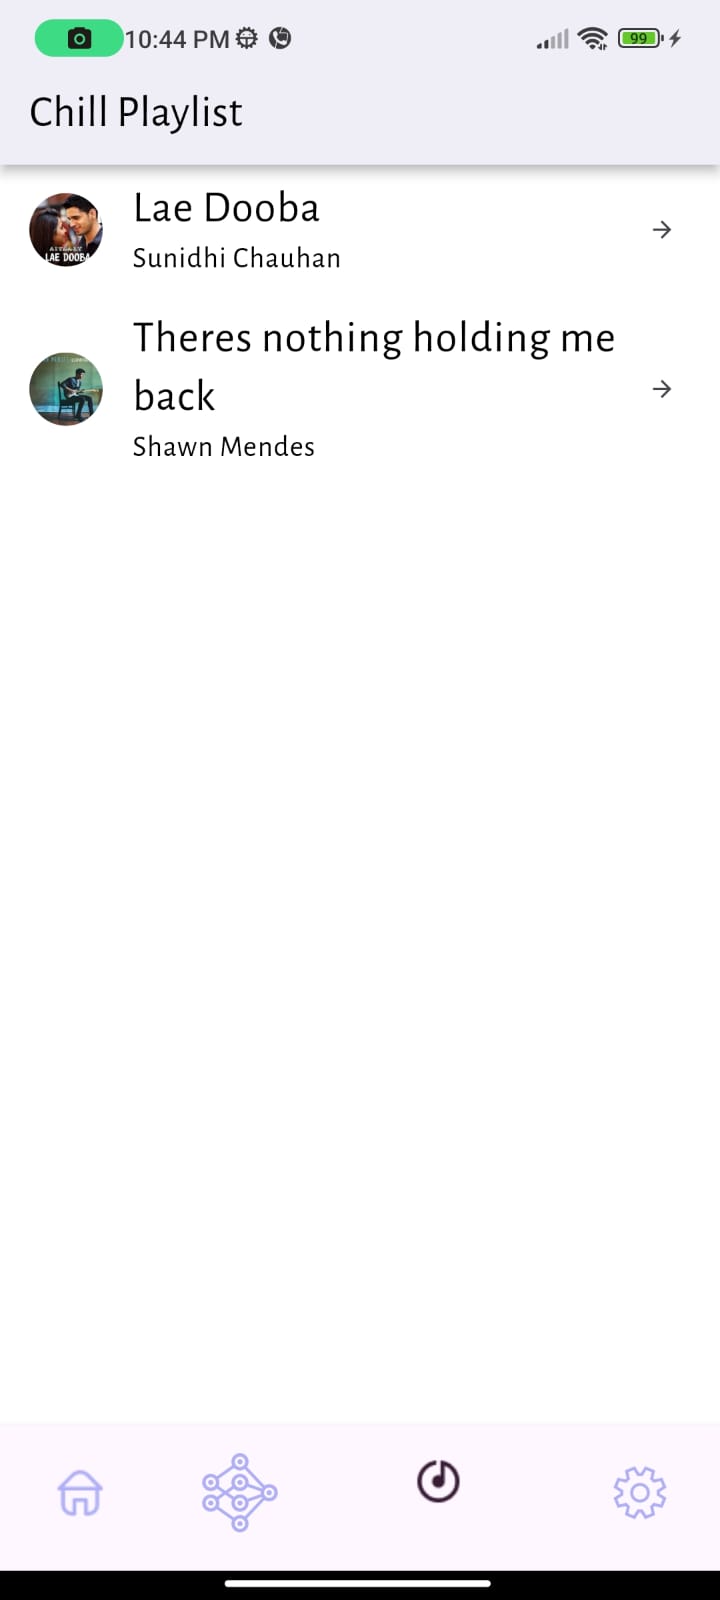 10:44 PM
99
Chill Playlist
Lae Dooba
Sunidhi Chauhan
LAE DOOBA
Theres nothing holding me
back
Shawn Mendes